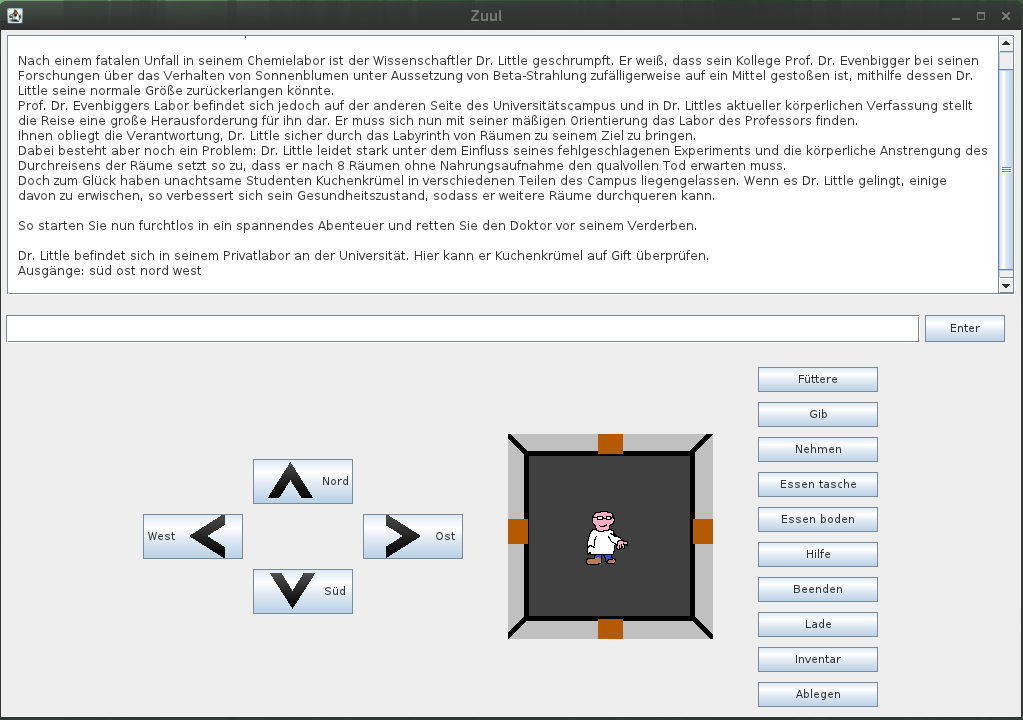 Zuul
Nach einem fatalen Unfall in seinem Chemielabor ist der Wissenschaftler Dr. Little geschrumpft. Er weiß, dass sein Kollege Prof. Dr. Evenbigger bei seinen
Forschungen über das Verhalten von Sonnenblumen unter Aussetzung von Beta-Strahlung zufälligerweise auf ein Mittel gestoßen ist, mithilfe dessen Dr.
Little seine normale Größe zurückerlangen könnte.
Prof. Dr. Evenbiggers Labor befindet sich jedoch auf der anderen Seite des Universitätscampus und in Dr. Littles aktueller körperlichen Verfassung stellt
die Reise eine große Herausforderung für ihn dar. Er muss sich nun mit seiner mäßigen Orientierung das Labor des Professors finden.
Ihnen obliegt die Verantwortung, Dr. Little sicher durch das Labyrinth von Räumen zu seinem Ziel zu bringen.
Dabei besteht aber noch ein Problem: Dr. Little leidet stark unter dem Einfluss seines fehlgeschlagenen Experiments und die körperliche Anstrengung des
Durchreisens der Räume setzt so zu, dass er nach 8 Räumen ohne Nahrungsaufnahme den qualvollen Tod erwarten muss.
Doch zum Glück haben unachtsame Studenten Kuchenkrümel in verschiedenen Teilen des Campus liegengelassen. Wenn es Dr. Little gelingt, einige
davon zu erwischen, so verbessert sich sein Gesundheitszustand, sodass er weitere Räume durchqueren kann.
So starten Sie nun furchtlos in ein spannendes Abenteuer und retten Sie den Doktor vor seinem Verderben.
Dr. Little befindet sich in seinem Privatlabor an der Universität. Hier kann er Kuchenkrümel auf Gift überprüfen.
Ausgänge: süd ost nord west
Enter
Füttere
Gib
Nehmen
Essen tasche
Essen boden
Hilfe
Beenden
Lade
Inventar
Ablegen
Nord
West
Ost
Süd